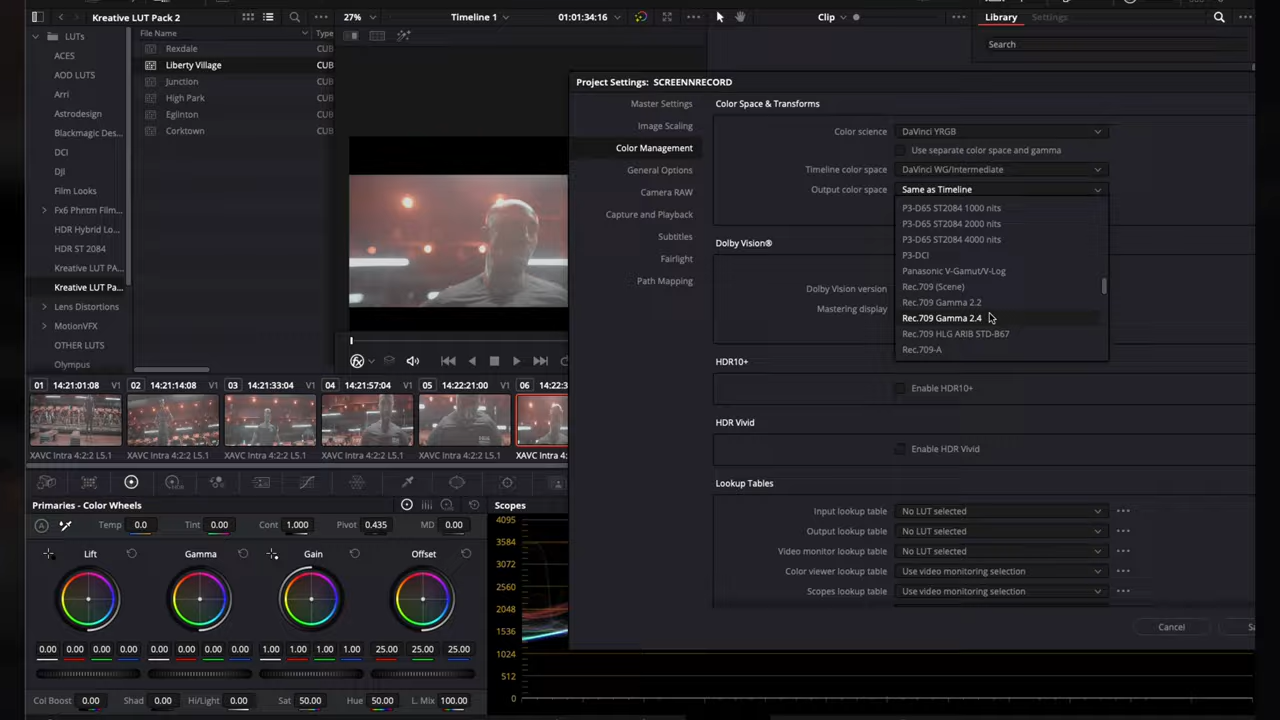 Kreative LUT Pack 2
27%
Timeline 1
01:01:34:16
Clip
Library
Settings
LUTs
ACES
AOD LUTS
Arri
Astrodesign
Blackmagic Des...
DCI
DJI
Film Looks
Fx6 Phntm Film...
HDR Hybrid Lo...
HDR ST 2084
Kreative LUT PA...
Kreative LUT Pa...
Lens Distortions
MotionVFX
OTHER LUTS
Olympus
File Name
Rexdale
CUB
Liberty Village
CUB
Junction
CUB
High Park
CUB
Eglinton
CUB
Corktown
CUB
Search
Project Settings: SCREENNRECORD
Master Settings
Image Scaling
Color Management
General Options
Camera RAW
Capture and Playback
Subtitles
Fairlight
Path Mapping
Color Space & Transforms
Color science
DaVinci YRGB
Use separate color space and gamma
Timeline color space
DaVinci WG/Intermediate
Output color space
Same as Timeline
P3-D65 ST2084 1000 nits
P3-D65 ST2084 2000 nits
P3-D65 ST2084 4000 nits
P3-DCI
Panasonic V-Gamut/V-Log
Rec.709 (Scene)
Rec.709 Gamma 2.2
Rec.709 Gamma 2.4
Rec.709 HLG ARIB STD-B67
Rec.709-A
Dolby Vision®
Dolby Vision version
Mastering display
HDR10+
Enable HDR10+
HDR Vivid
Enable HDR Vivid
Lookup Tables
Input lookup table
No LUT selected
Output lookup table
No LUT selected
Video monitor lookup table
No LUT selected
Color viewer lookup table
Use video monitoring selection
Scopes lookup table
Use video monitoring selection
Cancel
01 14:21:01:08 V1
02 14:21:14:08 V1
03 14:21:33:04 V1
04 14:21:57:04 V1
05 14:22:21:00 V1
06 14:22:3
XAVC Intra 4:2:2 L5.1
XAVC Intra 4:2:2 L5.1
XAVC Intra 4:2:2 L5.1
XAVC Intra 4:2:2 L5.1
XAVC Intra 4:2:2 L5.1
XAVC Intra 4:2
Primaries - Color Wheels
Temp 0.0
Tint 0.00
Cont 1.000
Pivot 0.435
MD 0.00
Lift
Gamma
Gain
Offset
0.00 0.00 0.00 0.00
0.00 0.00 0.00 0.00
1.00 1.00 1.00 1.00
25.00 25.00 25.00
Col Boost 0.00
Shad 0.00
Hi/Light 0.00
Sat 50.00
Hue 50.00
L. Mix 100.00
Scopes
4095
3584
3072
2560
2048
1536
1024
512
0